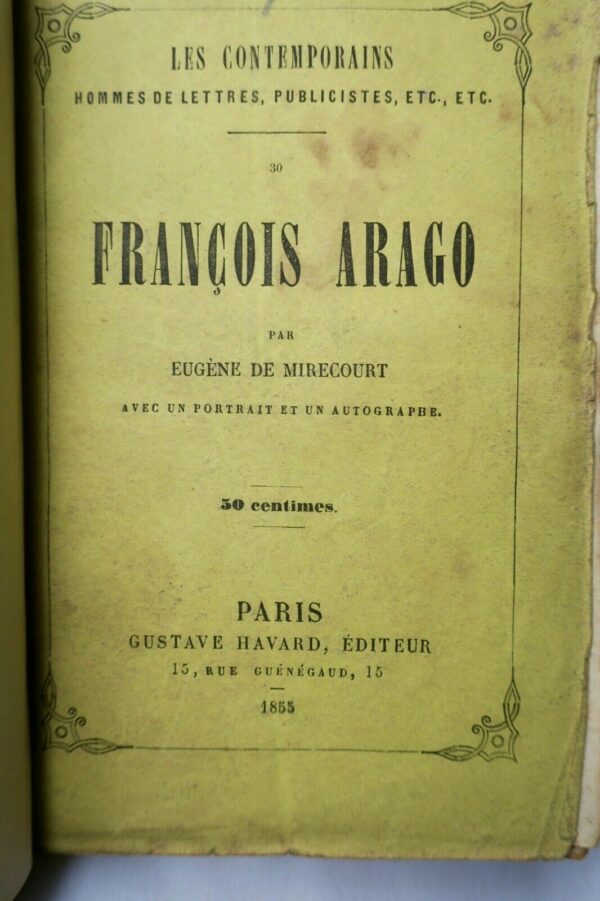 LES CONTEMPORAINS
HOMMES DE LETTRES, PUBLICISTES, ETC., ETC.
30
FRANÇOIS ARAGO
PAR
EUGÈNE DE MIRECOURT
AVEC UN PORTRAIT ET UN AUTOGRAPHE.
50 centimes.
PARIS
GUSTAVE HAVARD, ÉDITEUR
15, RUE GUÉNÉGAUD, 15
1855